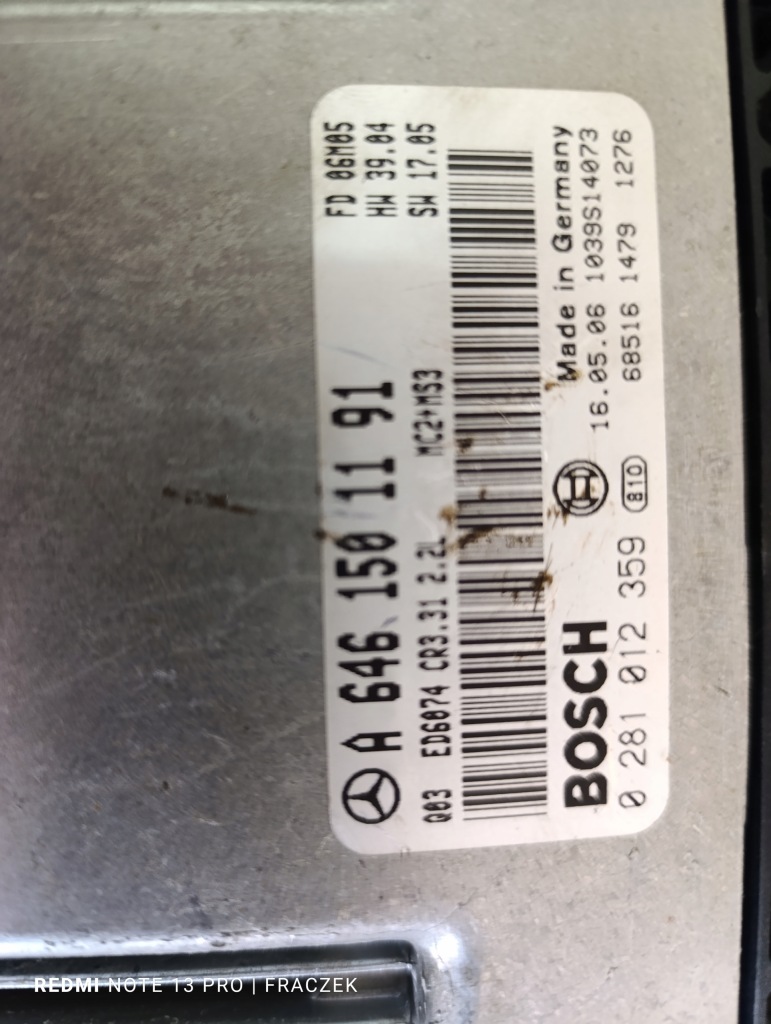 A 646 150 11 91
FD 06M05
HW 39.04
SW 17.05
Q03 ED6074 CR3.31 2.2L MC2+MS3
BOSCH
Made in Germany
0 281 012 359
16.05.06 1039S14073
810
68516 1479 1276
REDMI NOTE 13 PRO | FRACZEK